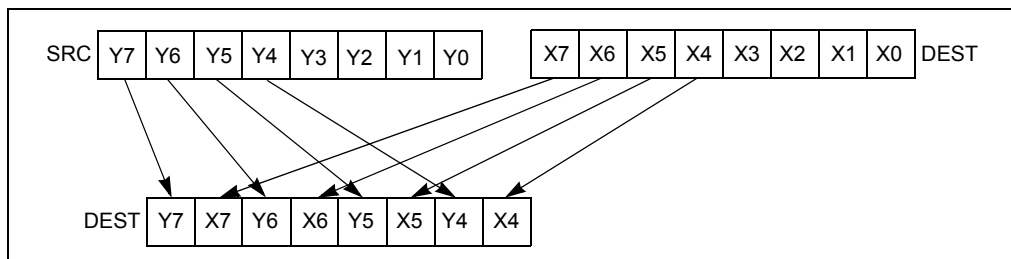 SRC Y7 Y6 Y5 Y4 Y3 Y2 Y1 Y0 X7 X6 X5 X4 X3 X2 X1 X0 DEST
DEST Y7 X7 Y6 X6 Y5 X5 Y4 X4